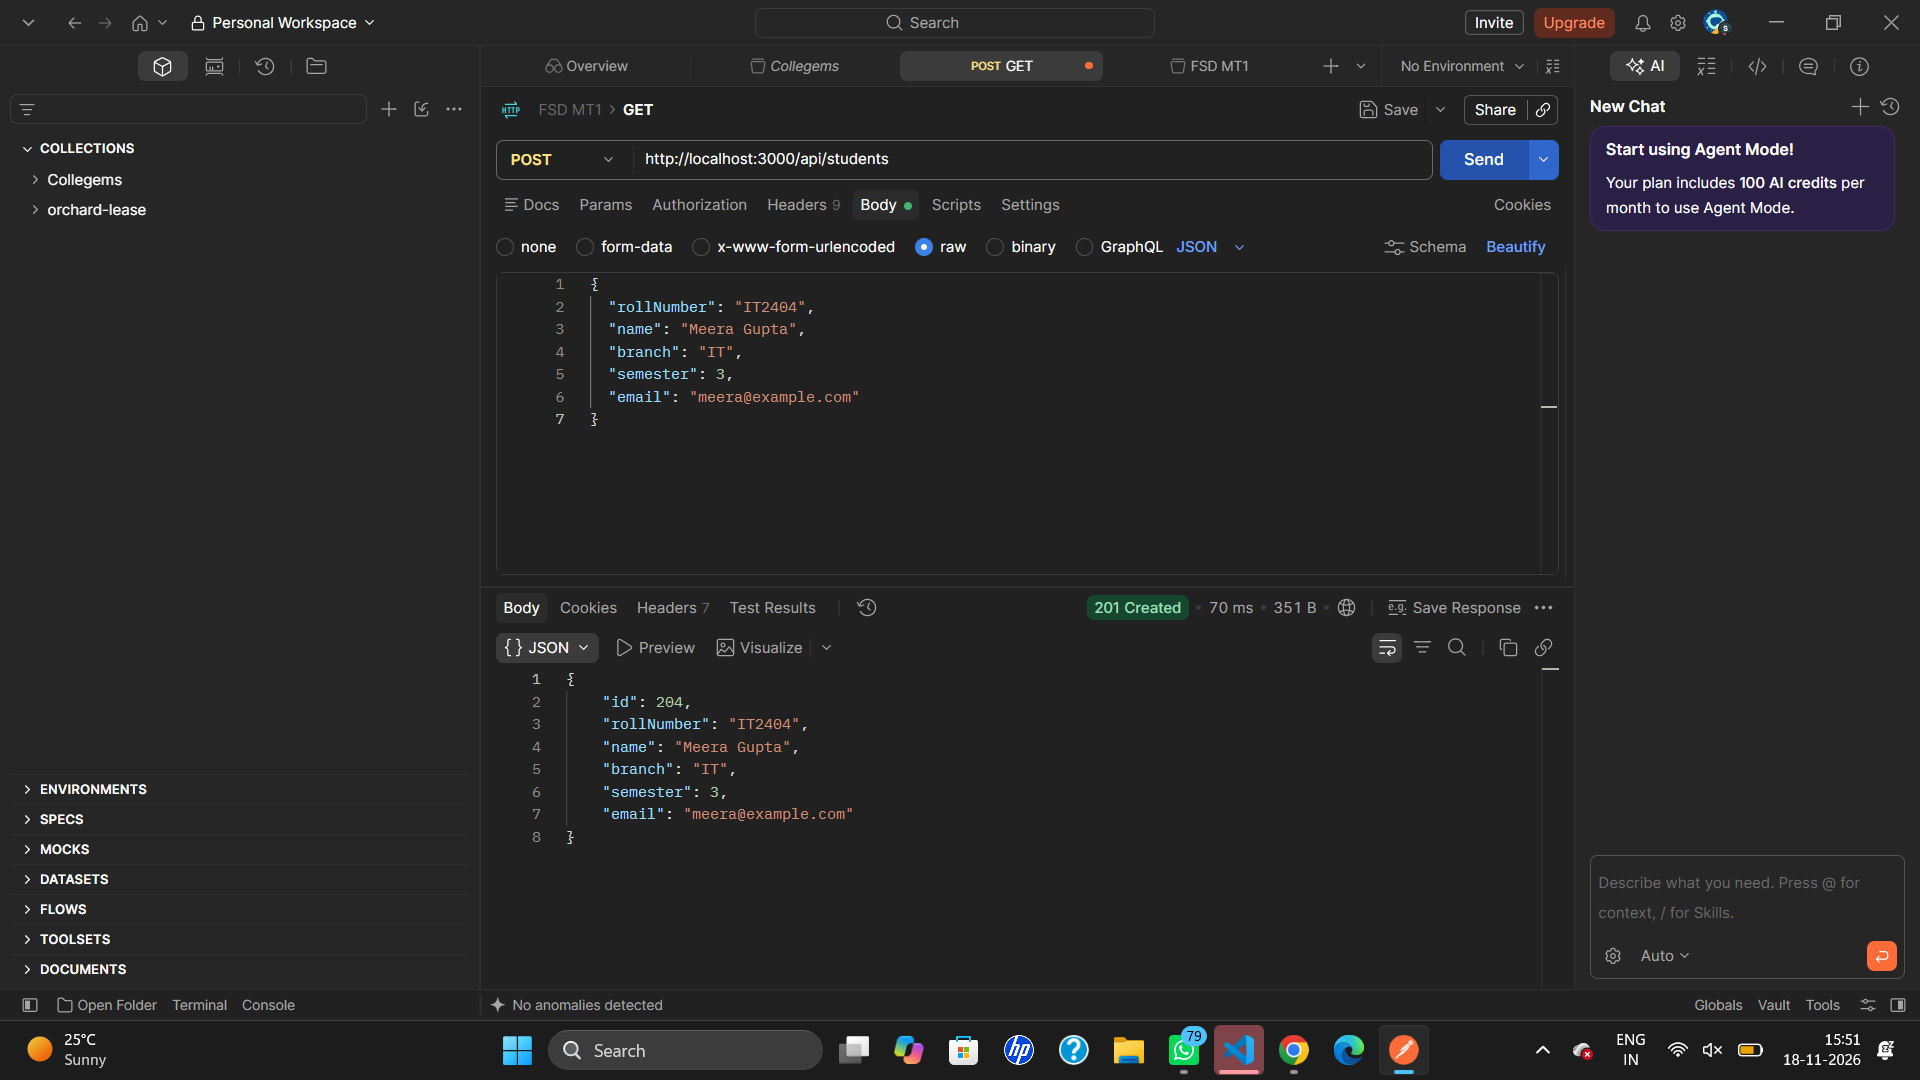 Personal Workspace
Search
Invite
Upgrade
Overview
Collegems
POST GET
FSD MT1
No Environment
AI
FSD MT1 > GET
Save
Share
New Chat
COLLECTIONS
Collegems
orchard-lease
POST
http://localhost:3000/api/students
Send
Start using Agent Mode!
Your plan includes 100 AI credits per
month to use Agent Mode.
Docs
Params
Authorization
Headers 9
Body
Scripts
Settings
Cookies
none
form-data
x-www-form-urlencoded
raw
binary
GraphQL
JSON
Schema
Beautify
1 {
2 "rollNumber": "IT2404",
3 "name": "Meera Gupta",
4 "branch": "IT",
5 "semester": 3,
6 "email": "meera@example.com"
7 }
Body
Cookies
Headers 7
Test Results
201 Created
70 ms
351 B
e.g. Save Response
{} JSON
Preview
Visualize
1 {
2 "id": 204,
3 "rollNumber": "IT2404",
4 "name": "Meera Gupta",
5 "branch": "IT",
6 "semester": 3,
7 "email": "meera@example.com"
8 }
ENVIRONMENTS
SPECS
MOCKS
DATASETS
FLOWS
TOOLSETS
DOCUMENTS
Describe what you need. Press @ for
context, / for Skills.
Auto
Open Folder
Terminal
Console
No anomalies detected
Globals
Vault
Tools
25°C
Sunny
Search
hp
79
ENG
IN
15:51
18-11-2026